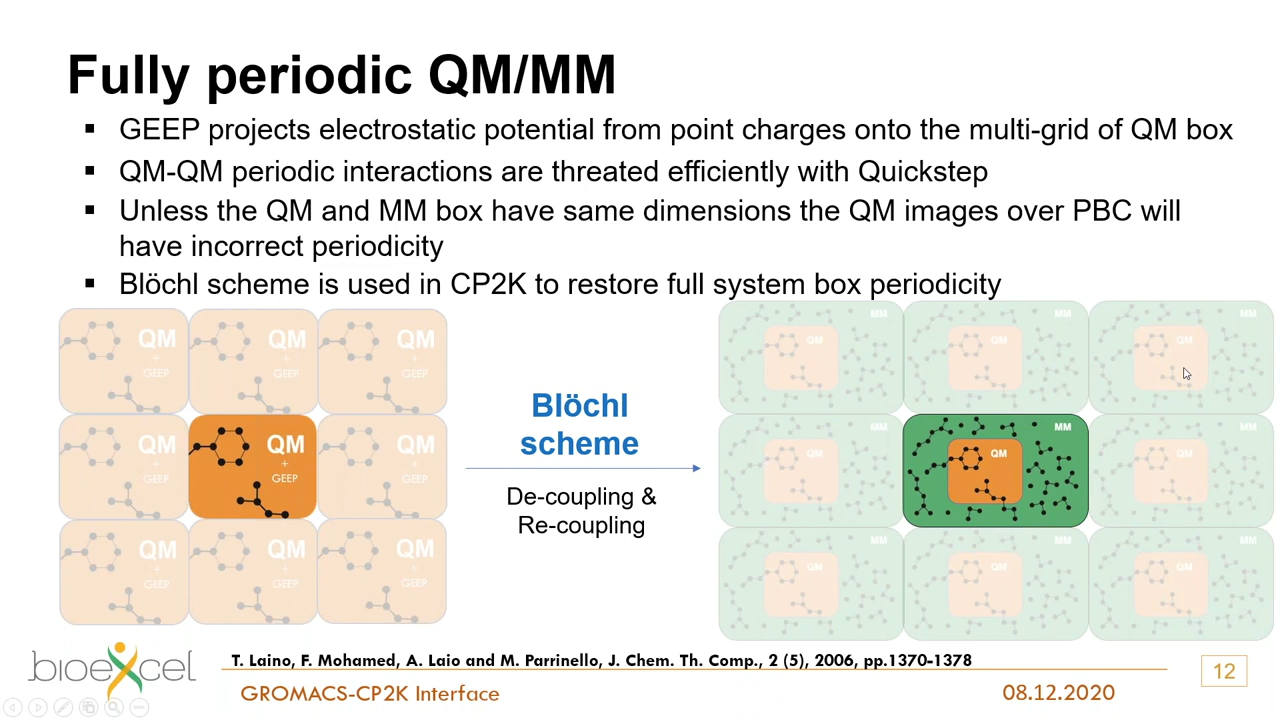 Fully periodic QM/MM
▪ GEEP projects electrostatic potential from point charges onto the multi-grid of QM box
▪ QM-QM periodic interactions are threated efficiently with Quickstep
▪ Unless the QM and MM box have same dimensions the QM images over PBC will
have incorrect periodicity
▪ Blöchl scheme is used in CP2K to restore full system box periodicity
QM
+
GEEP
QM
+
GEEP
QM
+
GEEP
QM
+
GEEP
QM
+
GEEP
QM
+
GEEP
QM
+
GEEP
QM
+
GEEP
QM
+
GEEP
Blöchl
scheme
De-coupling &
Re-coupling
MM
QM
MM
QM
MM
QM
MM
QM
MM
QM
MM
QM
MM
QM
MM
QM
MM
QM
bioexcel
T. Laino, F. Mohamed, A. Laio and M. Parrinello, J. Chem. Th. Comp., 2 (5), 2006, pp.1370-1378
GROMACS-CP2K Interface
08.12.2020
12